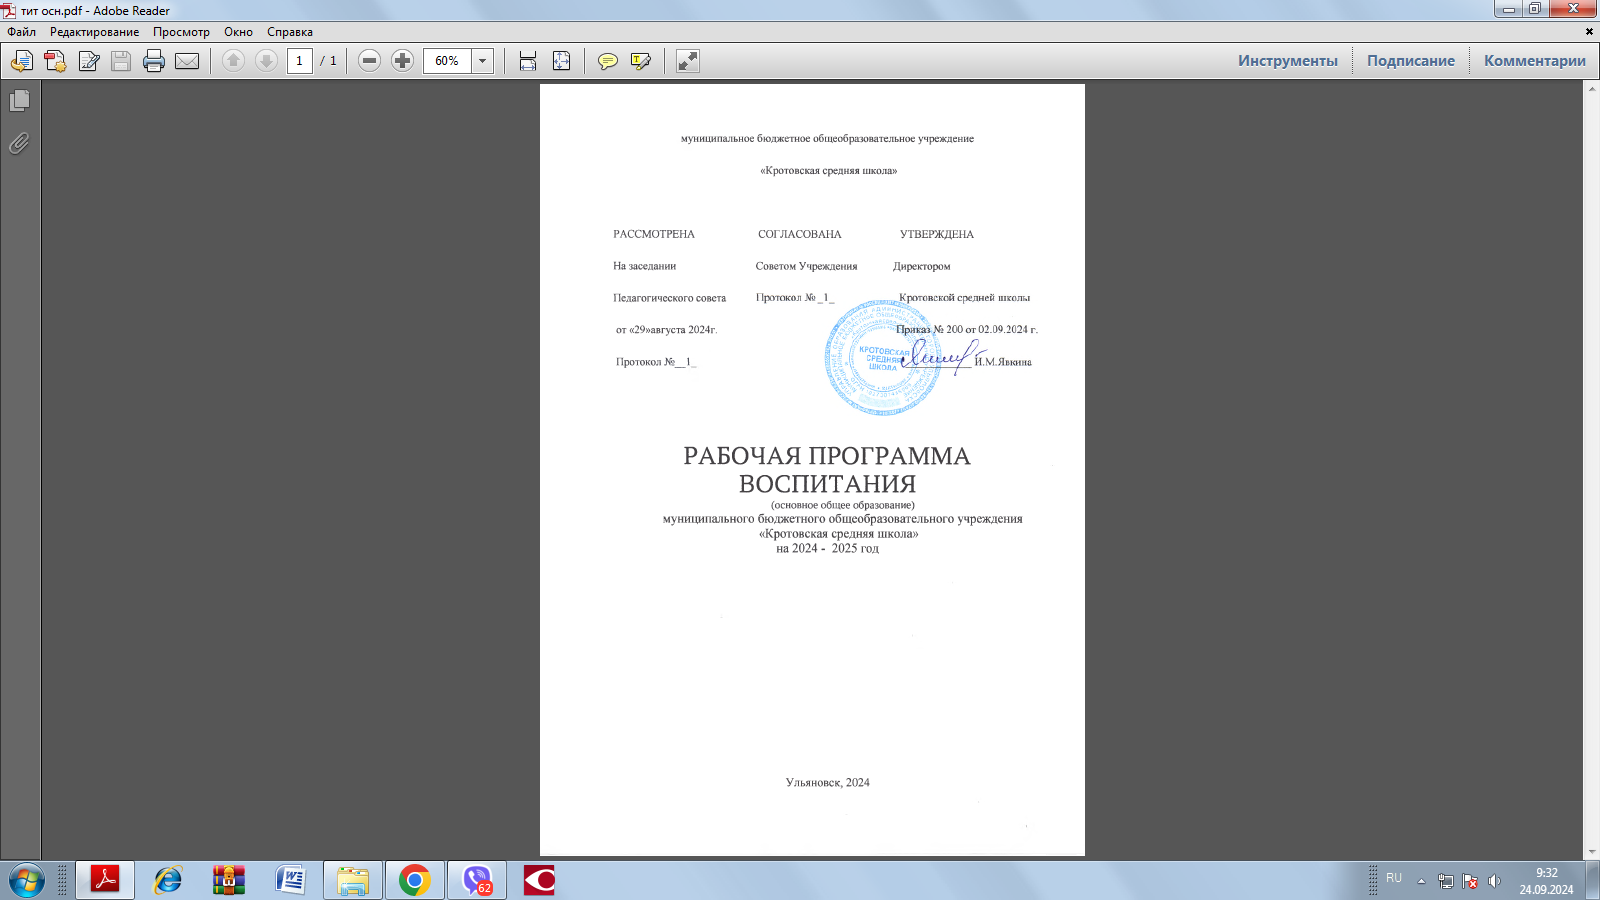 тит осн.pdf - Adobe Reader
Файл Редактирование Просмотр Окно Справка
1 / 1 60% Инструменты Подписание Комментарии
муниципальное бюджетное общеобразовательное учреждение
«Кротовская средняя школа»
РАССМОТРЕНА СОГЛАСОВАНА УТВЕРЖДЕНА
На заседании Советом Учреждения Директором
Педагогического совета Протокол № _1_ Кротовской средней школы
от «29»августа 2024г. Приказ № 200 от 02.09.2024 г.
Протокол №__1_ И.М.Явкина
КРОТОВСКАЯ
СРЕДНЯЯ
ШКОЛА
РАБОЧАЯ ПРОГРАММА
ВОСПИТАНИЯ
(основное общее образование)
муниципального бюджетного общеобразовательного учреждения
«Кротовская средняя школа»
на 2024 - 2025 год
Ульяновск, 2024
62
RU
9:32
24.09.2024